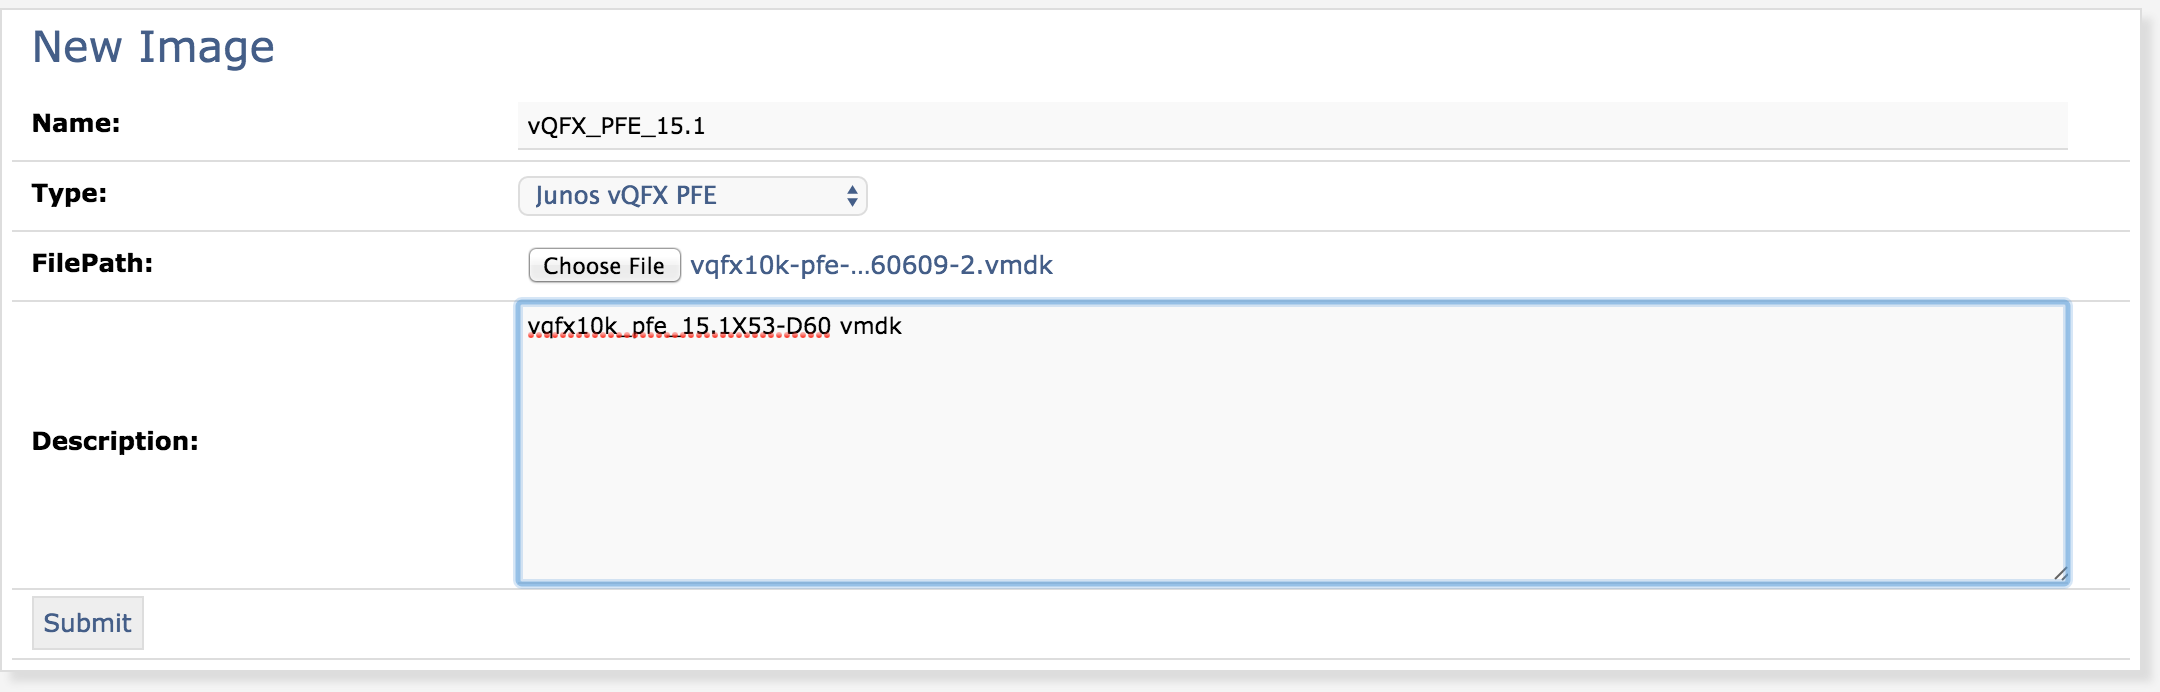 New Image
Name: vQFX_PFE_15.1
Type: Junos vQFX PFE
FilePath: Choose File vqfx10k-pfe-...60609-2.vmdk
vqfx10k_pfe_15.1X53-D60 vmdk
Description:
Submit